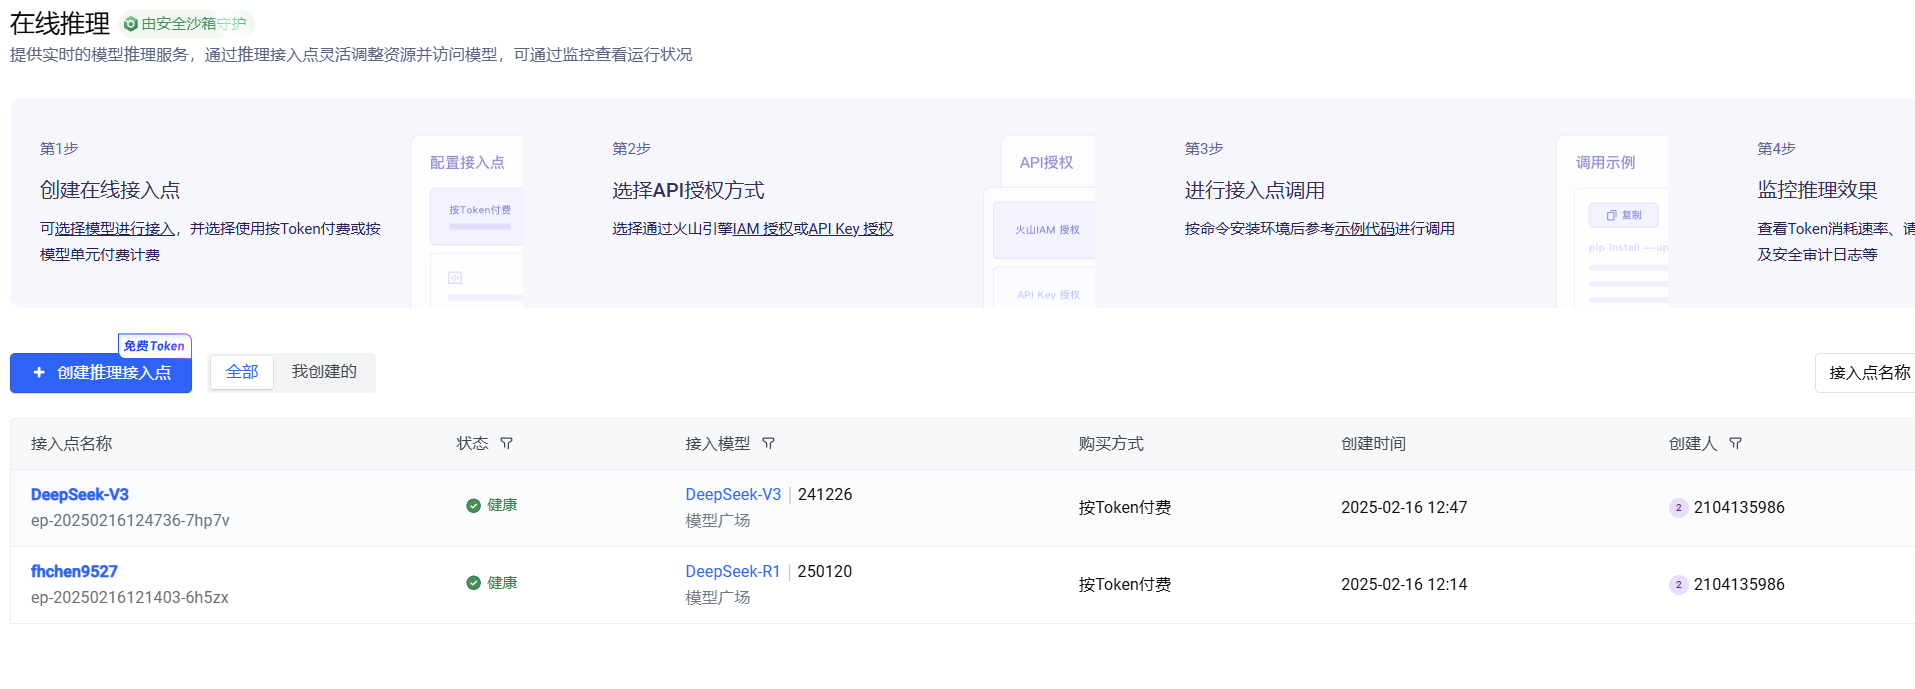 在线推理 由安全沙箱守护
提供实时的模型推理服务，通过推理接入点灵活调整资源并访问模型，可通过监控查看运行状况
第1步
创建在线接入点
可选择模型进行接入，并选择使用按Token付费或按
模型单元付费计费
配置接入点
按Token付费
第2步
选择API授权方式
选择通过火山引擎IAM 授权或API Key 授权
API授权
火山IAM 授权
API Key 授权
第3步
进行接入点调用
按命令安装环境后参考示例代码进行调用
调用示例
复制
pip install --up
第4步
监控推理效果
查看Token消耗速率、请
及安全审计日志等
免费Token
+ 创建推理接入点 全部 我创建的 接入点名称
接入点名称 状态 接入模型 购买方式 创建时间 创建人
DeepSeek-V3 健康 DeepSeek-V3 | 241226 按Token付费 2025-02-16 12:47 2 2104135986
ep-20250216124736-7hp7v 模型广场
fhchen9527 健康 DeepSeek-R1 | 250120 按Token付费 2025-02-16 12:14 2 2104135986
ep-20250216121403-6h5zx 模型广场